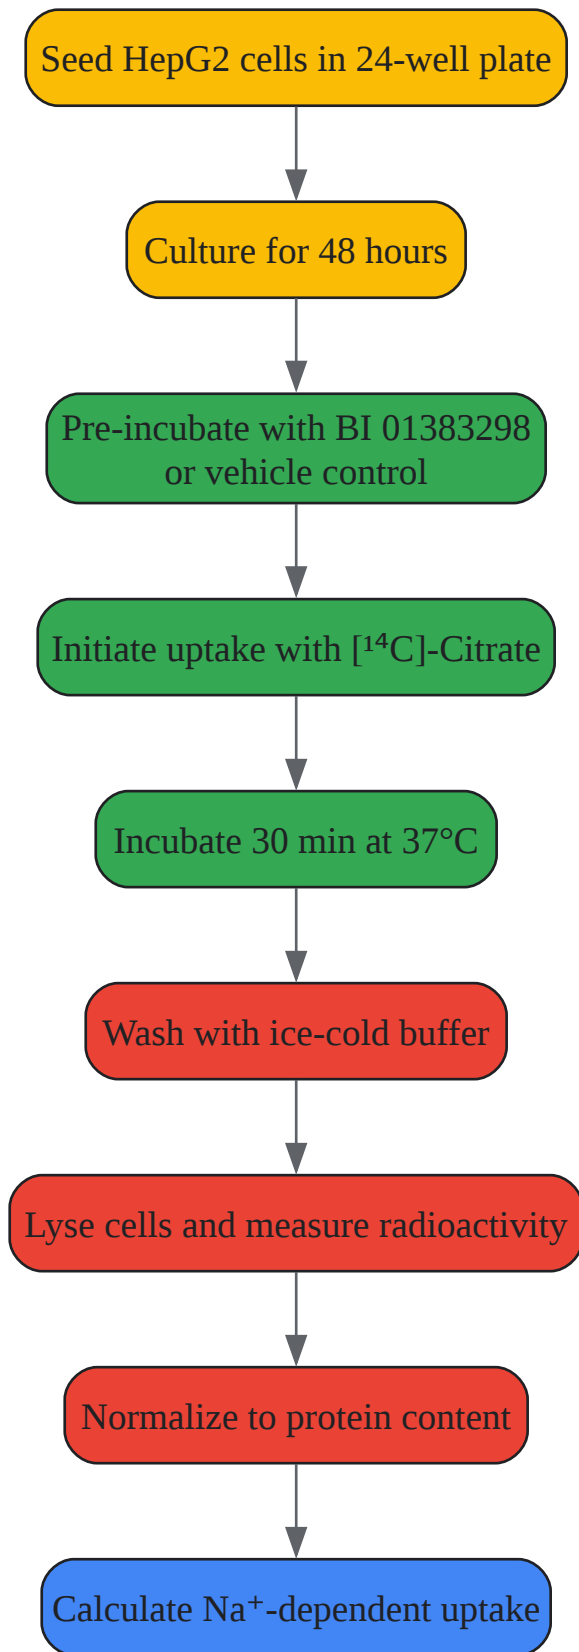 Seed HepG2 cells in 24-well plate
Culture for 48 hours
Pre-incubate with BI 01383298
or vehicle control
Initiate uptake with [¹⁴C]-Citrate
Incubate 30 min at 37°C
Wash with ice-cold buffer
Lyse cells and measure radioactivity
Normalize to protein content
Calculate Na⁺-dependent uptake